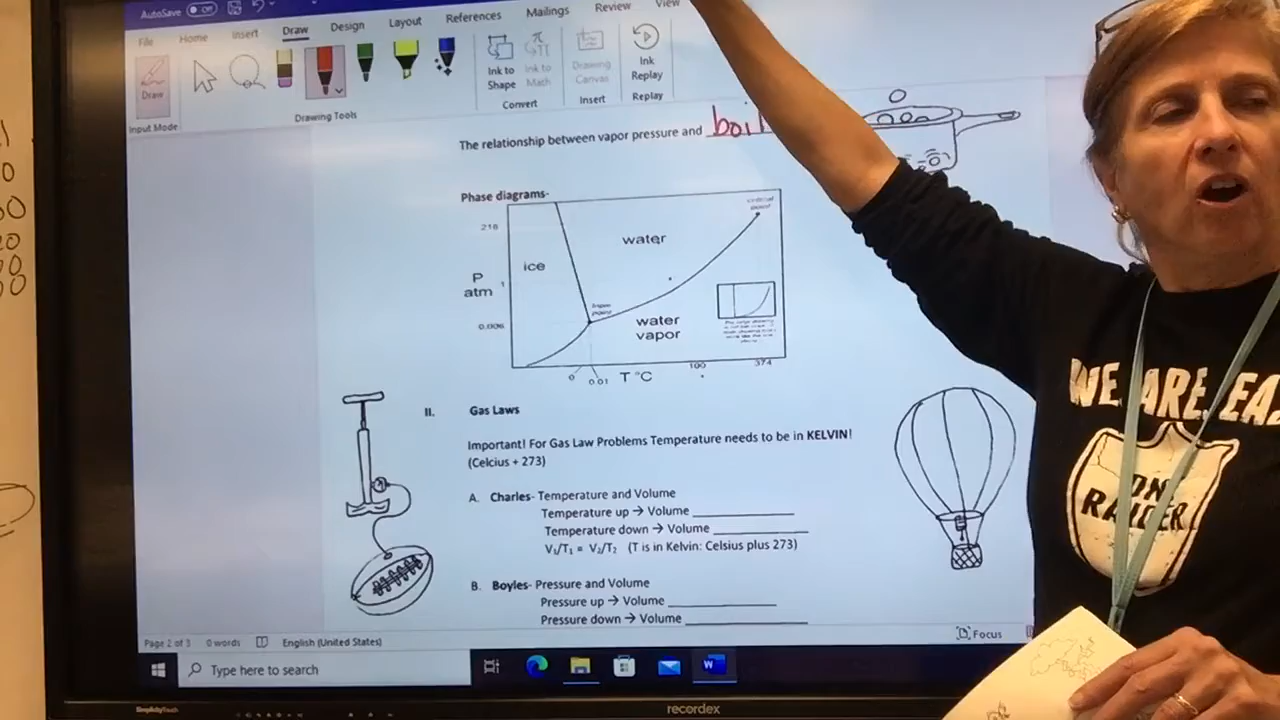 AutoSave Off
File Home Insert Draw Design Layout References Mailings Review View
Draw
Input Mode
Drawing Tools
Ink to Shape
Ink to Math
Convert
Drawing Canvas
Insert
Ink Replay
Replay
The relationship between vapor pressure and boil
Phase diagrams-
critical point
218
water
ice
P atm
1
triple point
0.006
water vapor
0 0.01 T °C 100 374
II. Gas Laws
Important! For Gas Law Problems Temperature needs to be in KELVIN!
(Celcius + 273)
A. Charles- Temperature and Volume
Temperature up → Volume
Temperature down → Volume
V₁/T₁ = V₂/T₂ (T is in Kelvin: Celsius plus 273)
B. Boyles- Pressure and Volume
Pressure up → Volume
Pressure down → Volume
Page 2 of 3 0 words English (United States) Focus
Type here to search
recordex
WE ARE EA
RAIDER